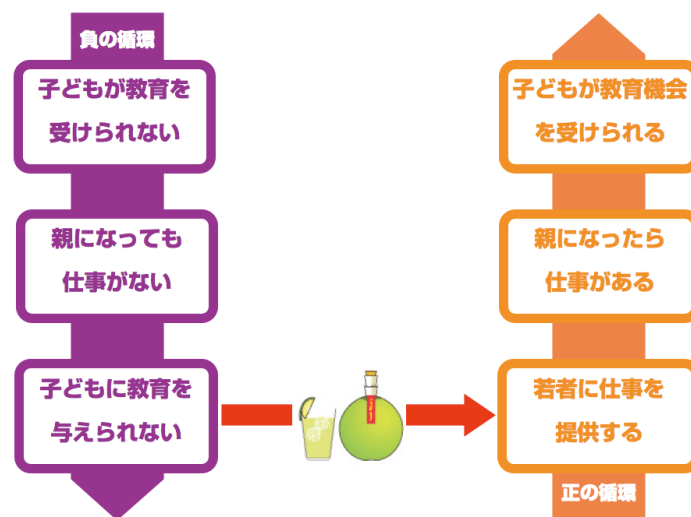 負の循環
子どもが教育を
受けられない
親になっても
仕事がない
子どもに教育を
与えられない
子どもが教育機会
を受けられる
親になったら
仕事がある
若者に仕事を
提供する
正の循環